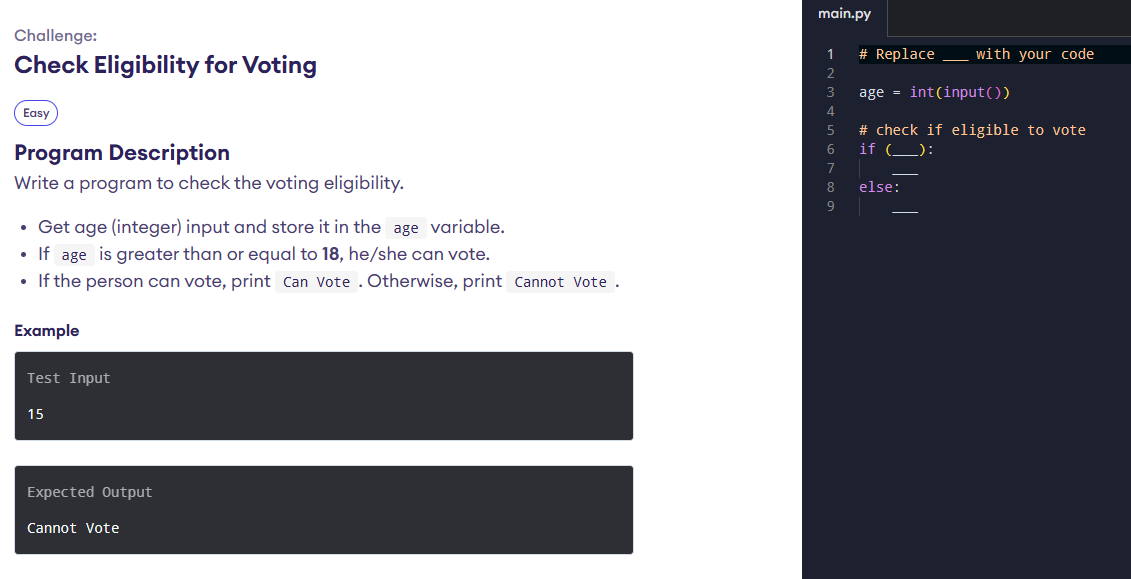 Challenge:
Check Eligibility for Voting
Easy
Program Description
Write a program to check the voting eligibility.
• Get age (integer) input and store it in the age variable.
• If age is greater than or equal to 18, he/she can vote.
• If the person can vote, print Can Vote. Otherwise, print Cannot Vote.
Example
Test Input
15
Expected Output
Cannot Vote
main.py
1 # Replace ___ with your code
2
3 age = int(input())
4
5 # check if eligible to vote
6 if (___):
7     ___
8 else:
9     ___